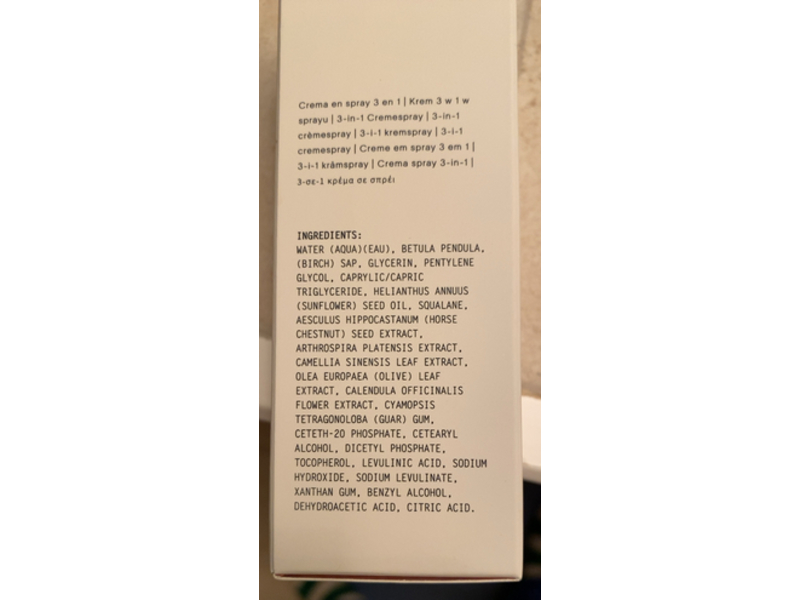 Crema en spray 3 en 1 | Krem 3 w 1 w
sprayu | 3-in-1 Cremespray | 3-in-1
crèmespray | 3-i-1 kremspray | 3-i-1
cremespray | Creme em spray 3 em 1 |
3-i-1 krämspray | Crema spray 3-in-1 |
3-σε-1 κρέμα σε σπρέι
INGREDIENTS:
WATER (AQUA)(EAU), BETULA PENDULA,
(BIRCH) SAP, GLYCERIN, PENTYLENE
GLYCOL, CAPRYLIC/CAPRIC
TRIGLYCERIDE, HELIANTHUS ANNUUS
(SUNFLOWER) SEED OIL, SQUALANE,
AESCULUS HIPPOCASTANUM (HORSE
CHESTNUT) SEED EXTRACT,
ARTHROSPIRA PLATENSIS EXTRACT,
CAMELLIA SINENSIS LEAF EXTRACT,
OLEA EUROPAEA (OLIVE) LEAF
EXTRACT, CALENDULA OFFICINALIS
FLOWER EXTRACT, CYAMOPSIS
TETRAGONOLOBA (GUAR) GUM,
CETETH-20 PHOSPHATE, CETEARYL
ALCOHOL, DICETYL PHOSPHATE,
TOCOPHEROL, LEVULINIC ACID, SODIUM
HYDROXIDE, SODIUM LEVULINATE,
XANTHAN GUM, BENZYL ALCOHOL,
DEHYDROACETIC ACID, CITRIC ACID.